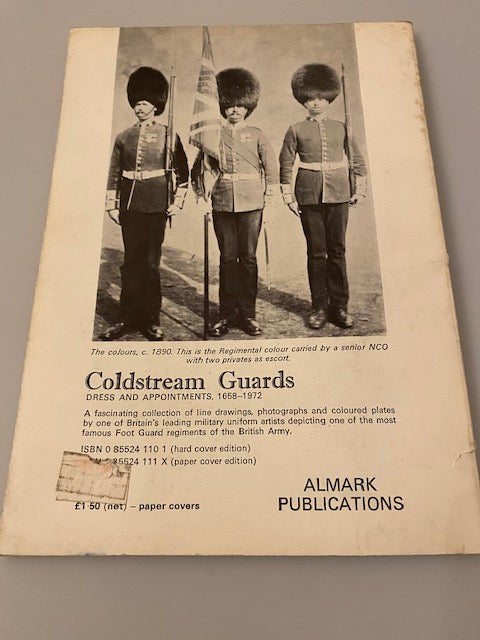 The colours, c. 1890. This is the Regimental colour carried by a senior NCO
with two privates as escort.
Coldstream Guards
DRESS AND APPOINTMENTS, 1658–1972
A fascinating collection of line drawings, photographs and coloured plates
by one of Britain's leading military uniform artists depicting one of the most
famous Foot Guard regiments of the British Army.
ISBN 0 85524 110 1 (hard cover edition)
85524 111 X (paper cover edition)
£1·50 (net) – paper covers
ALMARK
PUBLICATIONS